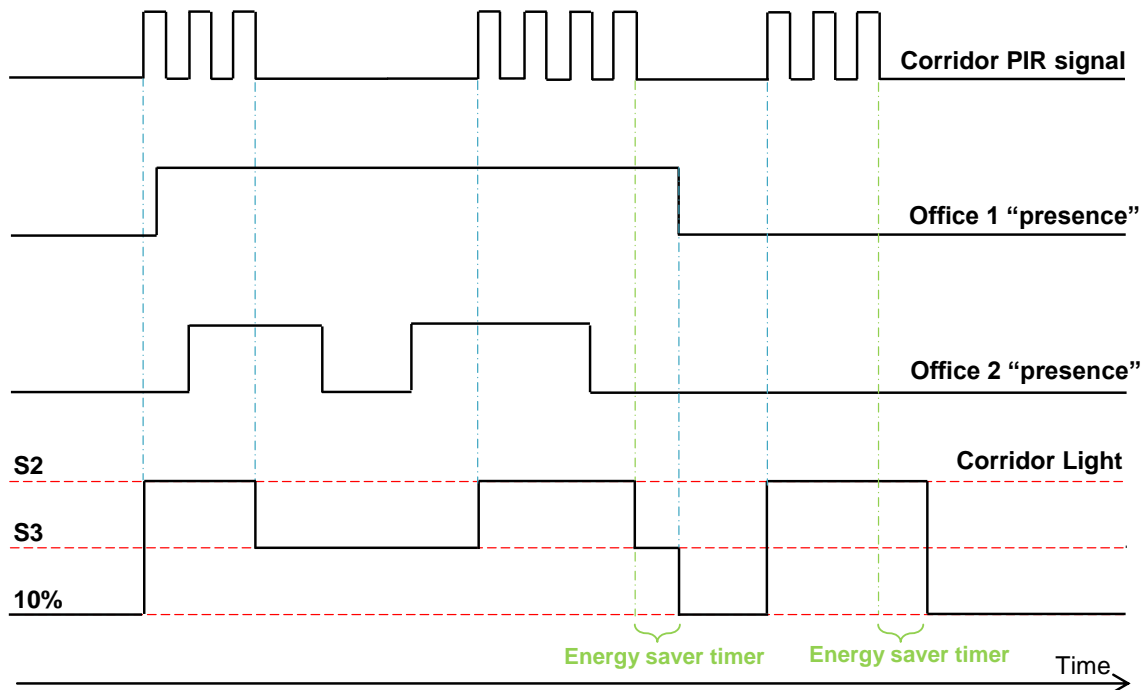 Corridor PIR signal
Office 1 “presence”
Office 2 “presence”
S2
Corridor Light
S3
10%
Energy saver timer
Energy saver timer
Time